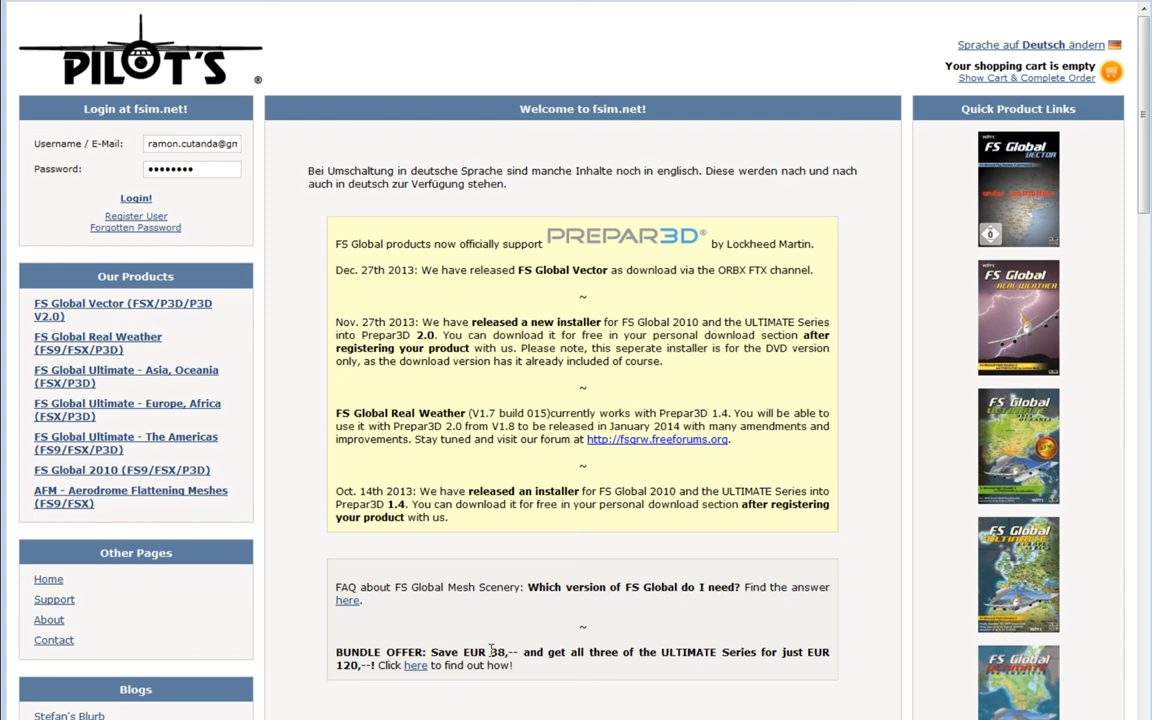 PILOT'S ®
Sprache auf Deutsch ändern
Your shopping cart is empty
Show Cart & Complete Order
Login at fsim.net!
Username / E-Mail: ramon.cutanda@gm
Password: ••••••••
Login!
Register User
Forgotten Password
Our Products
FS Global Vector (FSX/P3D/P3D
V2.0)
FS Global Real Weather
(FS9/FSX/P3D)
FS Global Ultimate - Asia, Oceania
(FSX/P3D)
FS Global Ultimate - Europe, Africa
(FSX/P3D)
FS Global Ultimate - The Americas
(FS9/FSX/P3D)
FS Global 2010 (FS9/FSX/P3D)
AFM - Aerodrome Flattening Meshes
(FS9/FSX)
Other Pages
Home
Support
About
Contact
Blogs
Stefan's Blurb
Welcome to fsim.net!
Bei Umschaltung in deutsche Sprache sind manche Inhalte noch in englisch. Diese werden nach und nach
auch in deutsch zur Verfügung stehen.
FS Global products now officially support PREPAR3D® by Lockheed Martin.
Dec. 27th 2013: We have released FS Global Vector as download via the ORBX FTX channel.
~
Nov. 27th 2013: We have released a new installer for FS Global 2010 and the ULTIMATE Series
into Prepar3D 2.0. You can download it for free in your personal download section after
registering your product with us. Please note, this seperate installer is for the DVD version
only, as the download version has it already included of course.
~
FS Global Real Weather (V1.7 build 015)currently works with Prepar3D 1.4. You will be able to
use it with Prepar3D 2.0 from V1.8 to be released in January 2014 with many amendments and
improvements. Stay tuned and visit our forum at http://fsgrw.freeforums.org.
~
Oct. 14th 2013: We have released an installer for FS Global 2010 and the ULTIMATE Series into
Prepar3D 1.4. You can download it for free in your personal download section after registering
your product with us.
FAQ about FS Global Mesh Scenery: Which version of FS Global do I need? Find the answer
here.
~
BUNDLE OFFER: Save EUR 38,-- and get all three of the ULTIMATE Series for just EUR
120,--! Click here to find out how!
Quick Product Links
FS Global
VECTOR
under construction
0
FS Global
REAL WEATHER
FS Global
ULTIMATE
FS Global
ULTIMATE
FS Global
ULTIMATE